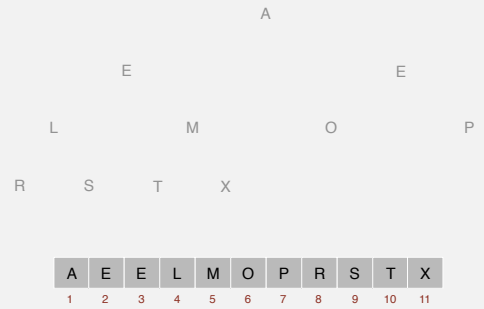 A
E E
L M O P
R S T X
A E E L M O P R S T X
1 2 3 4 5 6 7 8 9 10 11